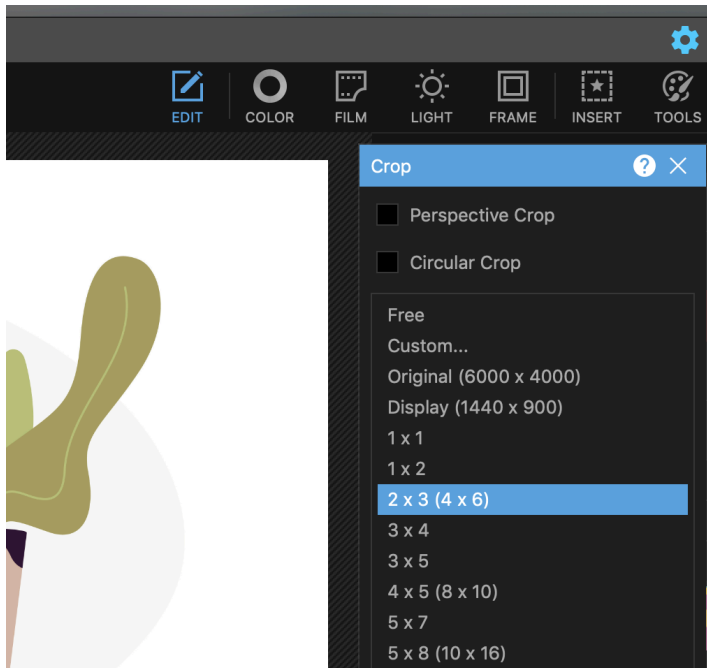 EDIT COLOR FILM LIGHT FRAME INSERT TOOLS
Crop ?
Perspective Crop
Circular Crop
Free
Custom...
Original (6000 x 4000)
Display (1440 x 900)
1 x 1
1 x 2
2 x 3 (4 x 6)
3 x 4
3 x 5
4 x 5 (8 x 10)
5 x 7
5 x 8 (10 x 16)